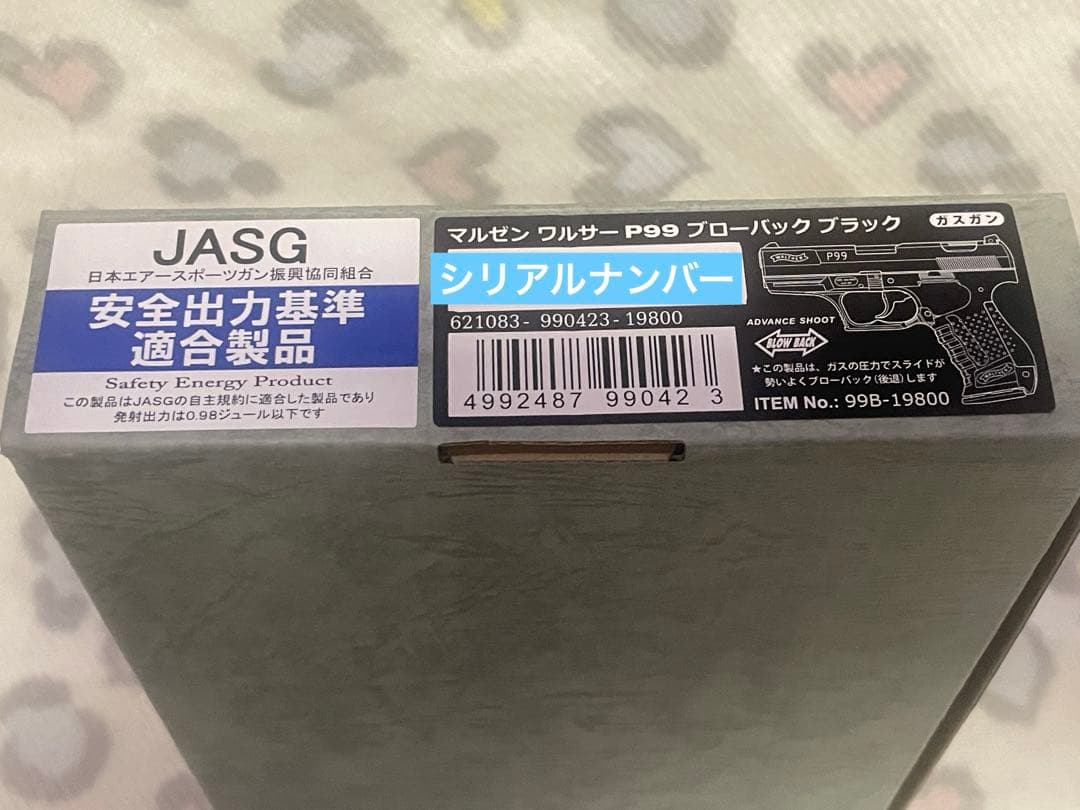 JASG
日本エアースポーツガン振興協同組合
安全出力基準
適合製品
Safety Energy Product
この製品はJASGの自主規約に適合した製品であり
発射出力は0.98ジュール以下です
マルゼン ワルサー P99 ブローバック ブラック
ガスガン
シリアルナンバー
621083- 990423-19800
4992487 99042 3
WALTHER
P99
ADVANCE SHOOT
BLOW BACK
★この製品は、ガスの圧力でスライドが
勢いよくブローバック(後退)します
ITEM No.: 99B-19800